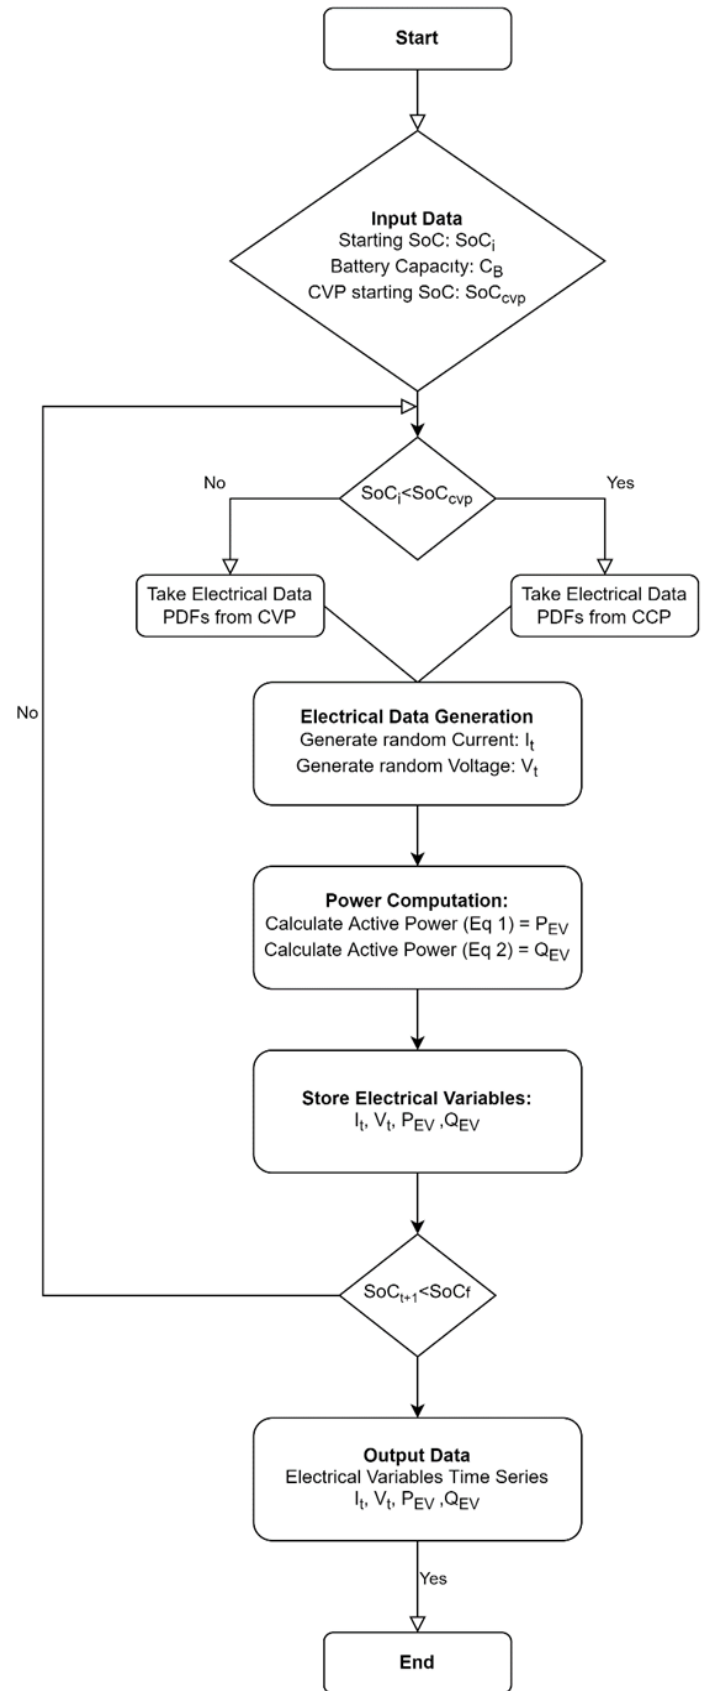 Start
Input Data
Starting SoC: SoCi
Battery Capacity: CB
CVP starting SoC: SoCcvp
No
SoCi<SoCcvp
Yes
Take Electrical Data
PDFs from CVP
Take Electrical Data
PDFs from CCP
No
Electrical Data Generation
Generate random Current: It
Generate random Voltage: Vt
Power Computation:
Calculate Active Power (Eq 1) = PEV
Calculate Active Power (Eq 2) = QEV
Store Electrical Variables:
It, Vt, PEV ,QEV
SoCt+1<SoCf
Output Data
Electrical Variables Time Series
It, Vt, PEV ,QEV
Yes
End